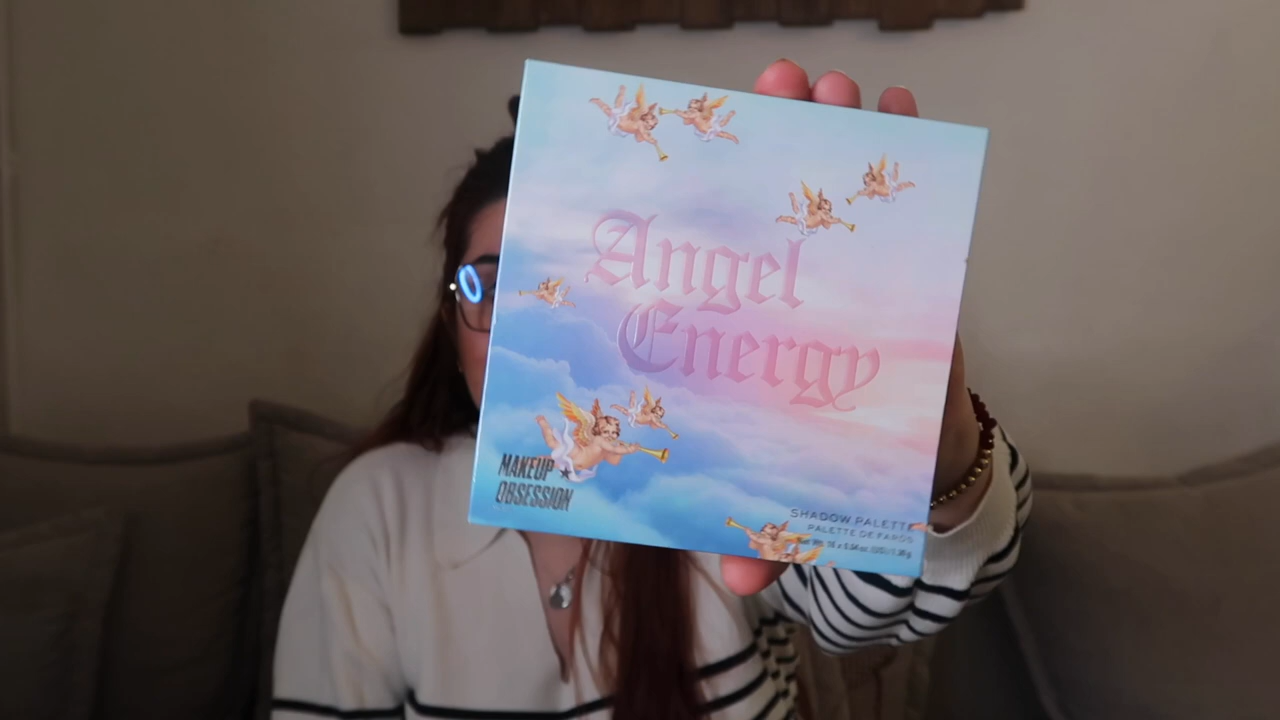 Angel
Energy
MAKEUP
OBSESSION
SHADOW PALETTE
PALETTE DE FARDS